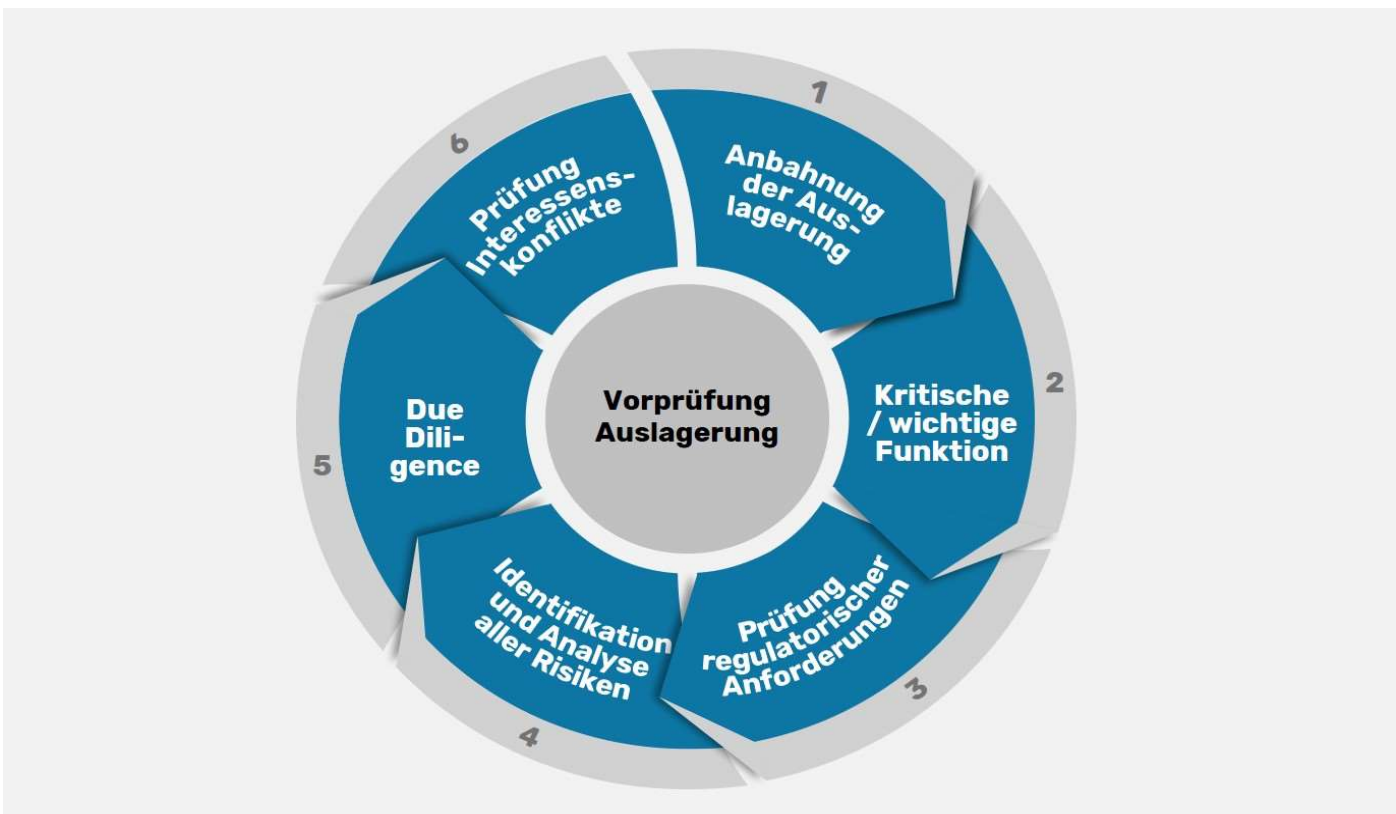 Vorprüfung
Auslagerung
1
Anbahnung
der Aus-
lagerung
2
Kritische
/ wichtige
Funktion
3
Prüfung
regulatorischer
Anforderungen
4
Identifikation
und Analyse
aller Risiken
5
Due
Dili-
gence
6
Prüfung
Interessens-
konflikte